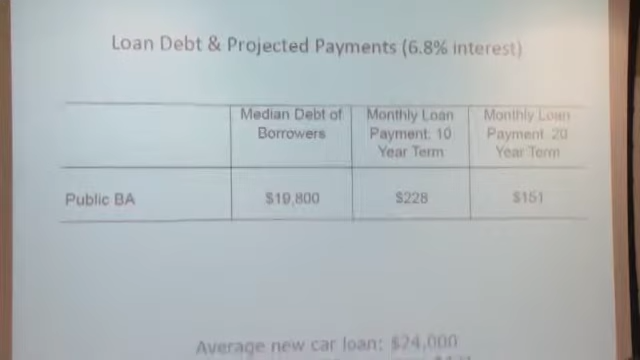 Loan Debt & Projected Payments (6.8% interest)
Median Debt of Borrowers
Monthly Loan Payment: 10 Year Term
Monthly Loan Payment 20 Year Term
Public BA $19,800 $228 $151
Average new car loan: $24,000